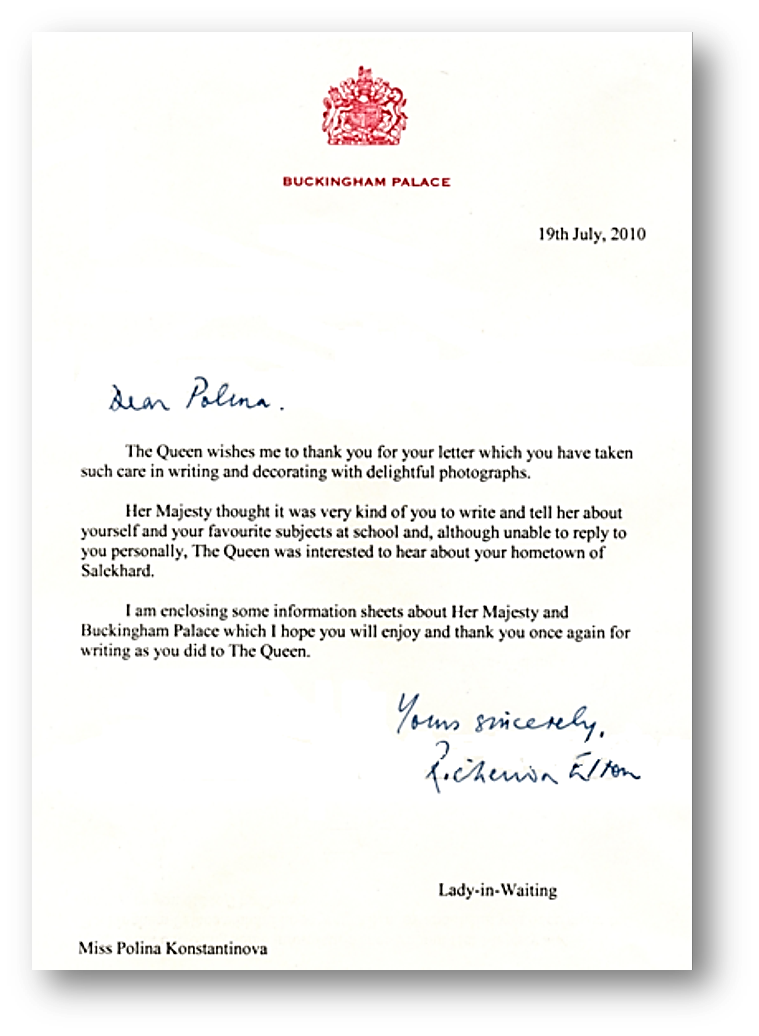 BUCKINGHAM PALACE
19th July, 2010
Dear Polina.
The Queen wishes me to thank you for your letter which you have taken
such care in writing and decorating with delightful photographs.
Her Majesty thought it was very kind of you to write and tell her about
yourself and your favourite subjects at school and, although unable to reply to
you personally, The Queen was interested to hear about your hometown of
Salekhard.
I am enclosing some information sheets about Her Majesty and
Buckingham Palace which I hope you will enjoy and thank you once again for
writing as you did to The Queen.
Yours sincerely,
Richenda Elton
Lady-in-Waiting
Miss Polina Konstantinova